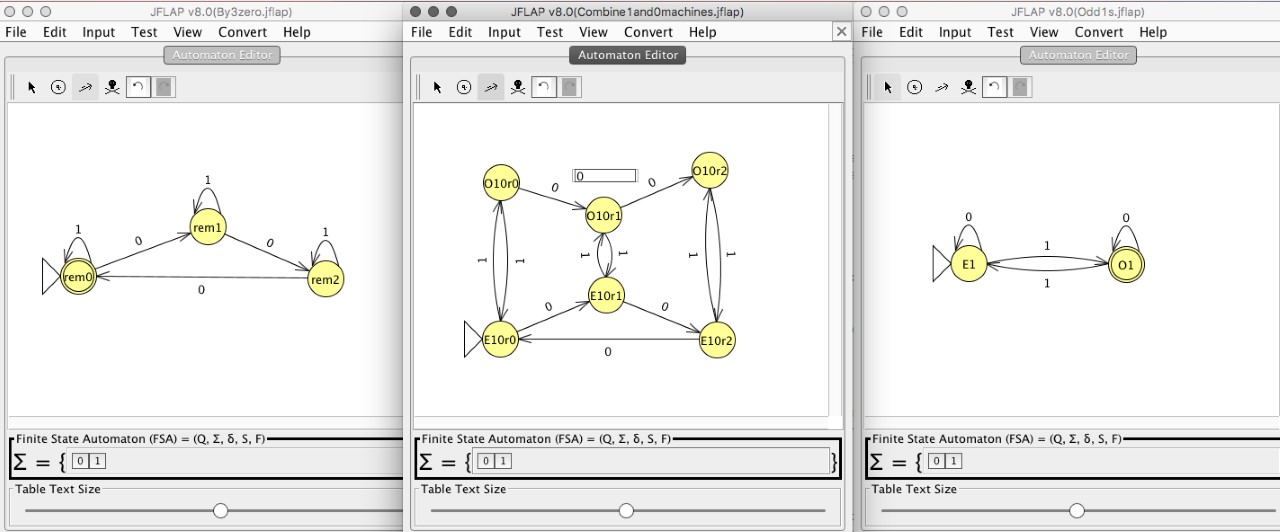 JFLAP v8.0(By3zero.jflap)
File Edit Input Test View Convert Help
Automaton Editor
1
1
1
0
0
0
rem0
rem1
rem2
Finite State Automaton (FSA) = (Q, Σ, δ, S, F)
Σ = { 0 1
Table Text Size
JFLAP v8.0(Combine1and0machines.jflap)
File Edit Input Test View Convert Help
Automaton Editor
O10r0
0
0
0
O10r2
O10r1
1
1
1
1
1
1
E10r1
0
0
E10r0
E10r2
0
Finite State Automaton (FSA) = (Q, Σ, δ, S, F)
Σ = { 0 1 }
Table Text Size
JFLAP v8.0(Odd1s.jflap)
File Edit Input Test View Convert Help
Automaton Editor
0
0
1
E1
O1
1
Finite State Automaton (FSA) = (Q, Σ, δ, S, F)
Σ = { 0 1
Table Text Size